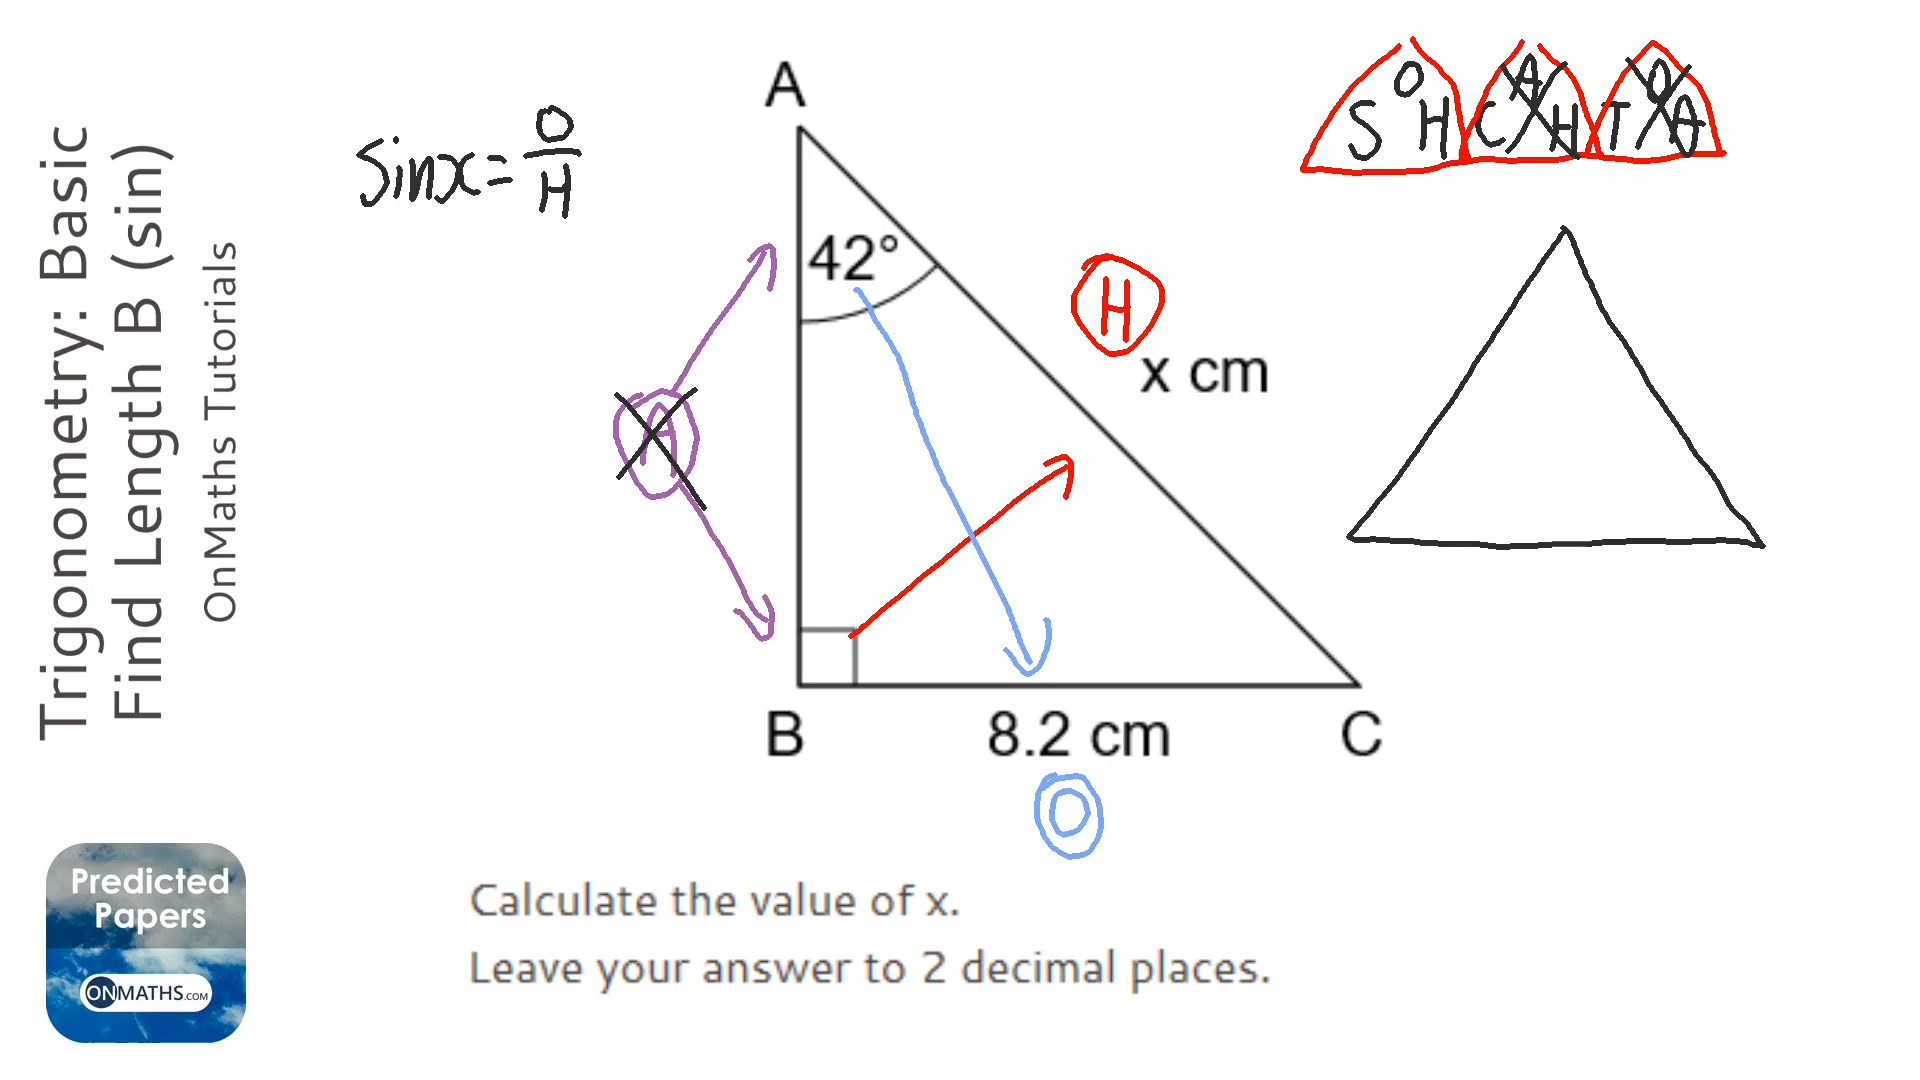 Trigonometry: Basic
Find Length B (sin)
OnMaths Tutorials
Sinx = O/H
A
42°
H
x cm
A
B
8.2 cm
C
O
S O H C A H T O A
Calculate the value of x.
Leave your answer to 2 decimal places.
Predicted
Papers
ONMATHS.COM